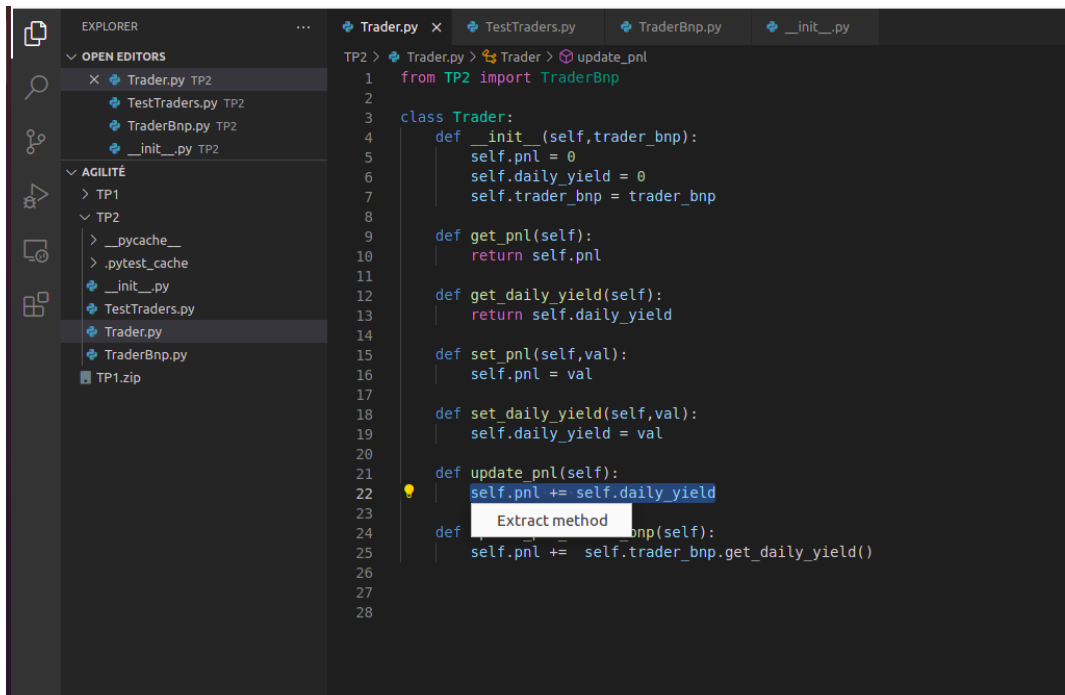 EXPLORER ...
OPEN EDITORS
Trader.py TP2
TestTraders.py TP2
TraderBnp.py TP2
__init__.py TP2
AGILITÉ
TP1
TP2
__pycache__
.pytest_cache
__init__.py
TestTraders.py
Trader.py
TraderBnp.py
TP1.zip
Trader.py TestTraders.py TraderBnp.py __init__.py
TP2 > Trader.py > Trader > update_pnl
1 from TP2 import TraderBnp
2
3 class Trader:
4     def __init__(self,trader_bnp):
5         self.pnl = 0
6         self.daily_yield = 0
7         self.trader_bnp = trader_bnp
8
9     def get_pnl(self):
10         return self.pnl
11
12     def get_daily_yield(self):
13         return self.daily_yield
14
15     def set_pnl(self,val):
16         self.pnl = val
17
18     def set_daily_yield(self,val):
19         self.daily_yield = val
20
21     def update_pnl(self):
22         self.pnl += self.daily_yield
23
Extract method
24     def bnp(self):
25         self.pnl +=  self.trader_bnp.get_daily_yield()
26
27
28